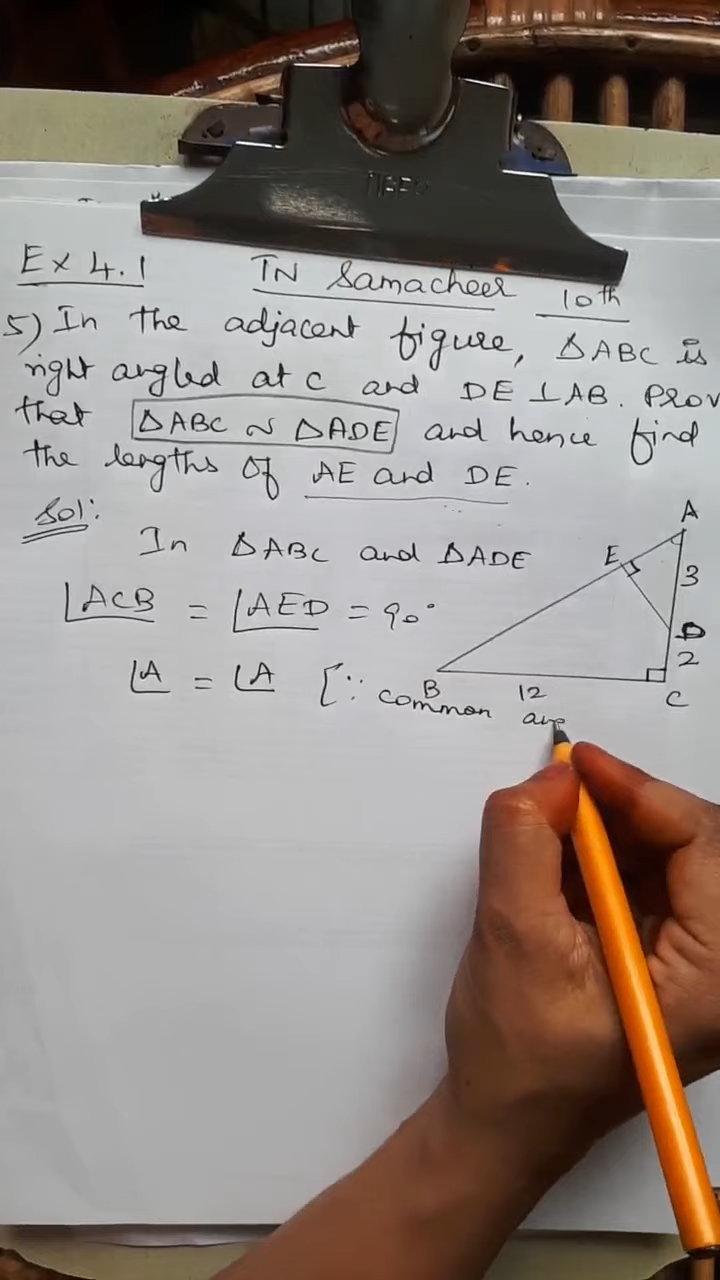 Ex 4.1 TN Samacheer 10th
5) In the adjacent figure, ΔABC is
right angled at C and DE ⊥AB. Prov
that ΔABC ~ ΔADE and hence find
the lengths of AE and DE.
Sol:
In ΔABC and ΔADE
∠ACB = ∠AED = 90°
∠A = ∠A [∵ common
A
E
3
D
2
B
12
C